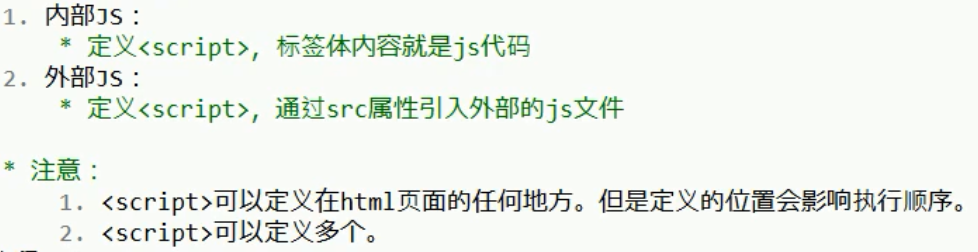 1. 内部JS：
* 定义<script>，标签体内容就是js代码
2. 外部JS：
* 定义<script>，通过src属性引入外部的js文件
* 注意：
1. <script>可以定义在html页面的任何地方。但是定义的位置会影响执行顺序。
2. <script>可以定义多个。